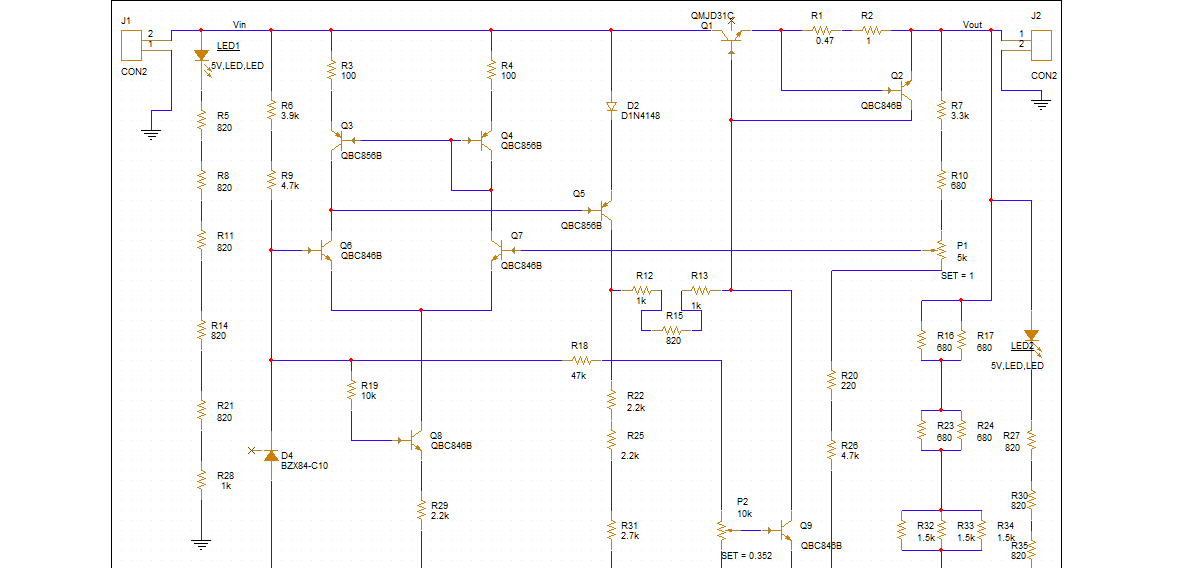 J1
2
1
CON2
Vin
LED1
5V,LED,LED
R5
820
R8
820
R11
820
R14
820
R21
820
R28
1k
R6
3.9k
R9
4.7k
R3
100
R4
100
Q3
QBC856B
Q4
QBC856B
Q6
QBC846B
Q7
QBC846B
Q5
QBC856B
D2
D1N4148
QMJD31C
Q1
R1
0.47
R2
1
Vout
J2
1
2
CON2
Q2
QBC846B
R7
3.3k
R10
680
P1
5k
SET = 1
R12
1k
R13
1k
R15
820
R18
47k
R19
10k
Q8
QBC846B
D4
BZX84-C10
R29
2.2k
R22
2.2k
R25
2.2k
R31
2.7k
P2
10k
SET = 0.352
Q9
QBC846B
R20
220
R26
4.7k
R16
680
R17
680
LED2
5V,LED,LED
R23
680
R24
680
R27
820
R30
820
R32
1.5k
R33
1.5k
R34
1.5k
R35
820